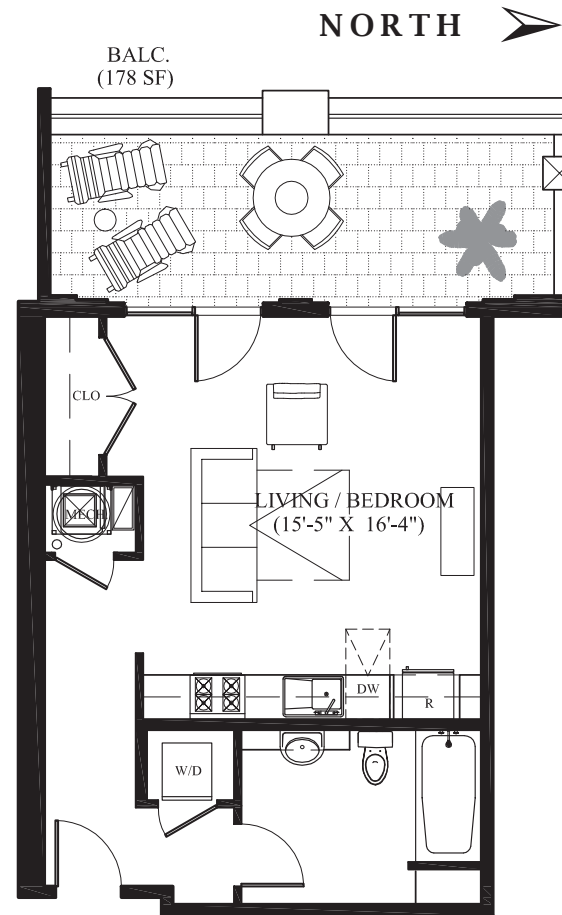 NORTH
BALC.
(178 SF)
CLO
MECH
LIVING / BEDROOM
(15'-5" X 16'-4")
DW
R
W/D